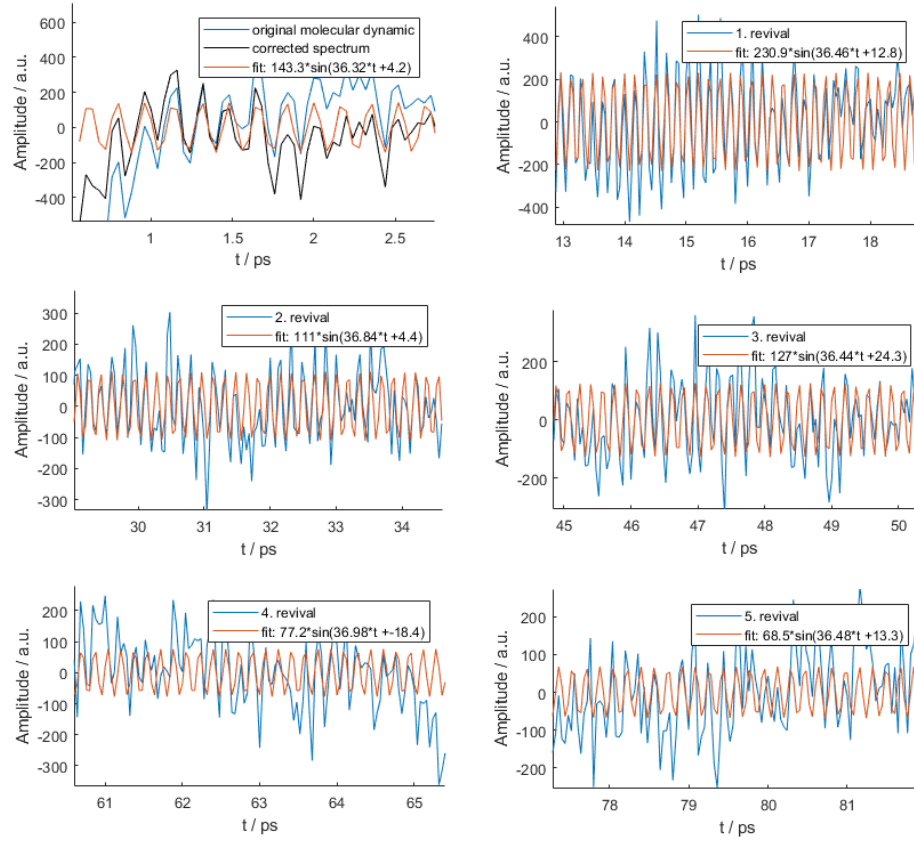 600
400
200
0
-200
-400
Amplitude / a.u.
original molecular dynamic
corrected spectrum
fit: 143.3*sin(36.32*t +4.2)
1
1.5
2
2.5
t / ps
400
200
0
-200
-400
Amplitude / a.u.
1. revival
fit: 230.9*sin(36.46*t +12.8)
13
14
15
16
17
18
t / ps
300
200
100
0
-100
-200
-300
Amplitude / a.u.
2. revival
fit: 111*sin(36.84*t +4.4)
30
31
32
33
34
t / ps
200
0
-200
Amplitude / a.u.
3. revival
fit: 127*sin(36.44*t +24.3)
45
46
47
48
49
50
t / ps
200
100
0
-100
-200
-300
Amplitude / a.u.
4. revival
fit: 77.2*sin(36.98*t +-18.4)
61
62
63
64
65
t / ps
200
100
0
-100
-200
Amplitude / a.u.
5. revival
fit: 68.5*sin(36.48*t +13.3)
78
79
80
81
t / ps